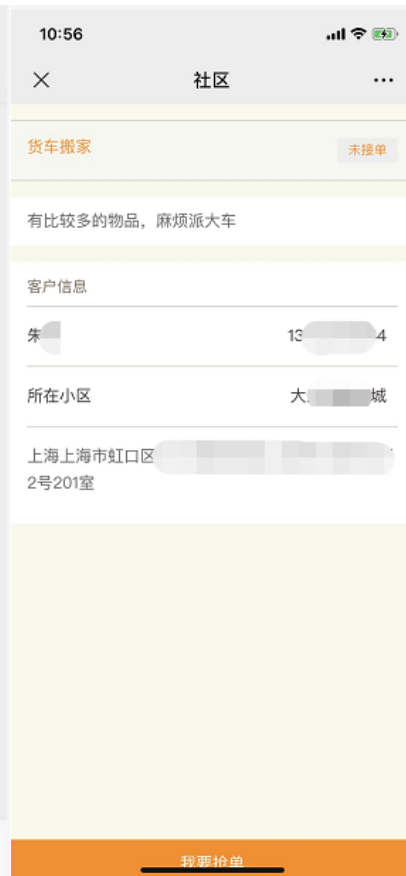 10:56
社区
货车搬家
未接单
有比较多的物品，麻烦派大车
客户信息
朱
13 4
所在小区
大 城
上海上海市虹口区
2号201室
我要抢单